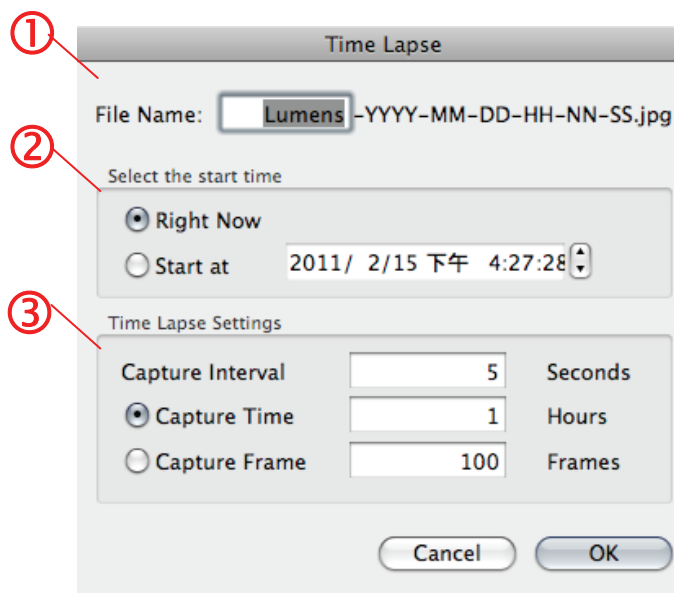 ①
Time Lapse
File Name: Lumens -YYYY-MM-DD-HH-NN-SS.jpg
②
Select the start time
Right Now
Start at 2011/ 2/15 下午 4:27:28
③
Time Lapse Settings
Capture Interval 5 Seconds
Capture Time 1 Hours
Capture Frame 100 Frames
Cancel OK